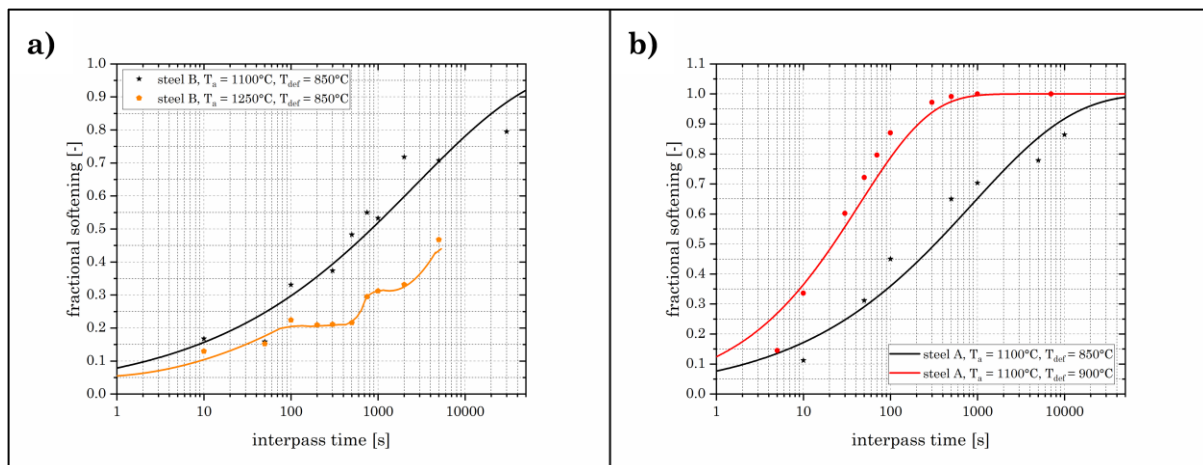 a)
1.0
0.9
0.8
0.7
0.6
0.5
0.4
0.3
0.2
0.1
0.0
fractional softening [-]
steel B, Ta = 1100°C, Tdef = 850°C
steel B, Ta = 1250°C, Tdef = 850°C
1 10 100 1000 10000
interpass time [s]
b)
1.1
1.0
0.9
0.8
0.7
0.6
0.5
0.4
0.3
0.2
0.1
0.0
fractional softening [-]
steel A, Ta = 1100°C, Tdef = 850°C
steel A, Ta = 1100°C, Tdef = 900°C
1 10 100 1000 10000
interpass time [s]